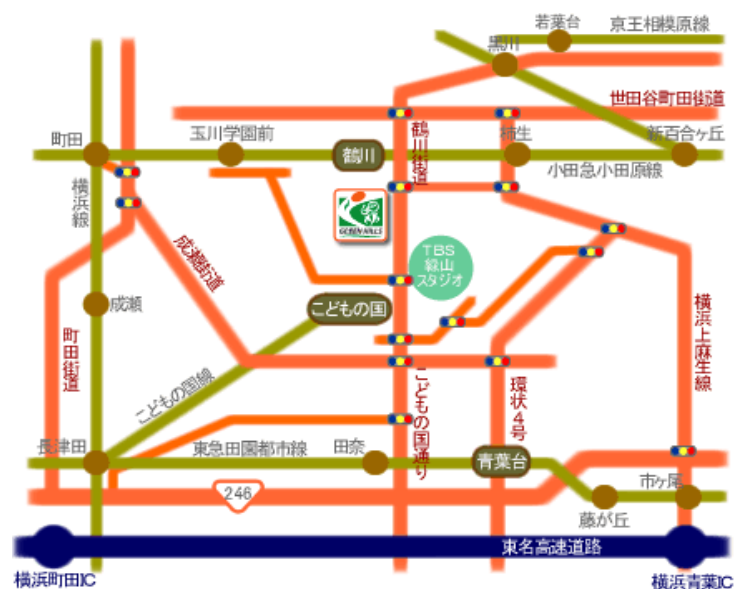 若葉台
京王相模原線
黒川
世田谷町田街道
町田
玉川学園前
鶴川
鶴川街道
柿生
新百合ヶ丘
小田急小田原線
横浜線
GREEN HILLS
成瀬街道
TBS
緑山
スタジオ
成瀬
こどもの国
横浜上麻生線
町田街道
こどもの国線
こどもの国通り
環状4号
長津田
東急田園都市線
田奈
青葉台
246
市ヶ尾
藤が丘
東名高速道路
横浜町田IC
横浜青葉IC